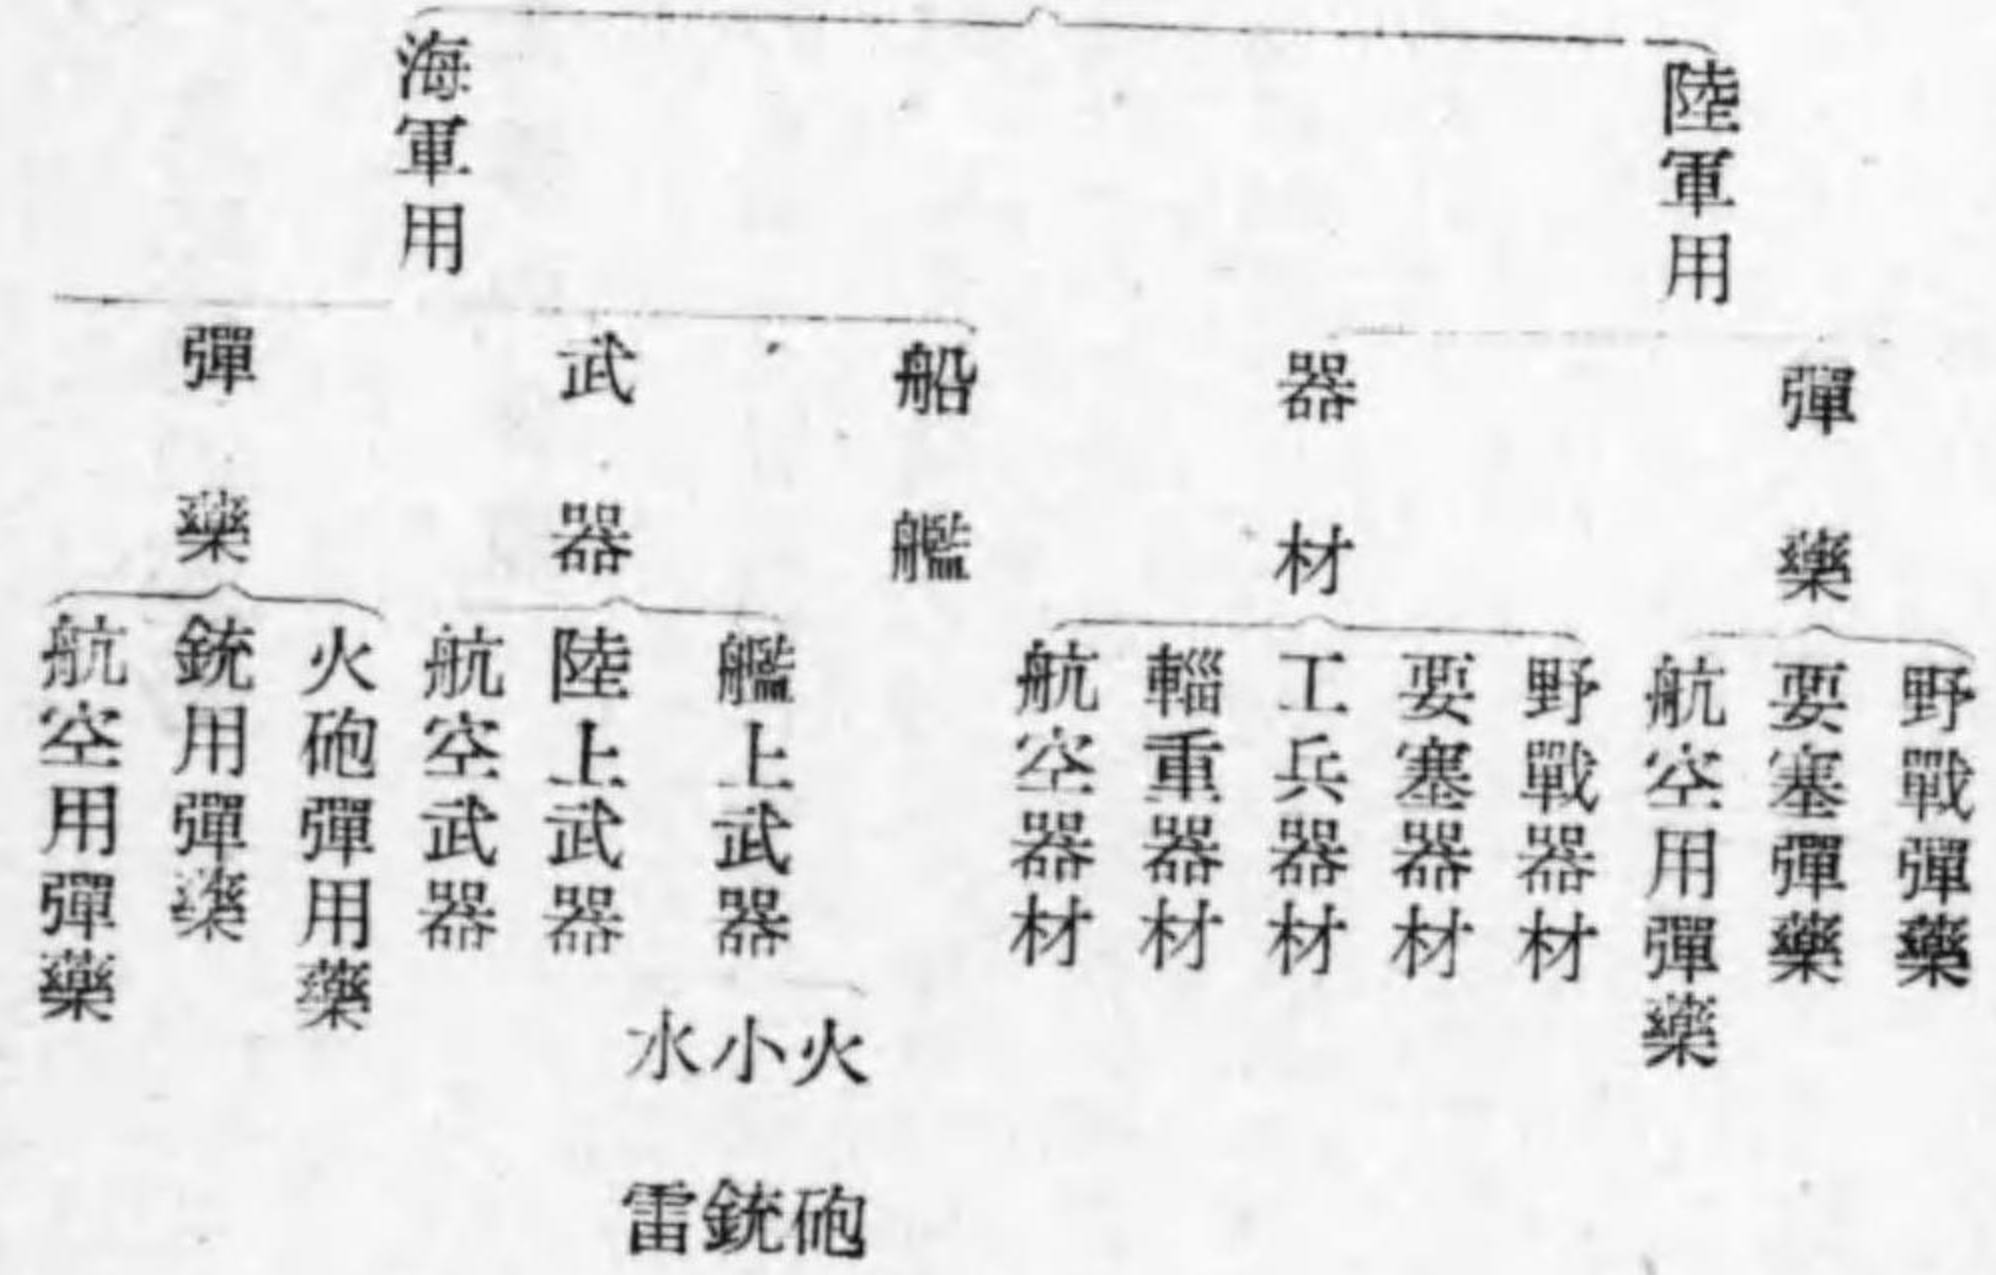 陸軍用
彈藥
野戰彈藥
要塞彈藥
航空用彈藥
器材
野戰器材
要塞器材
工兵器材
輜重器材
航空器材
海軍用
船艦
武器
艦上武器
火砲
小銃
水雷
陸上武器
航空武器
彈藥
火砲彈用藥
銃用彈藥
航空用彈藥